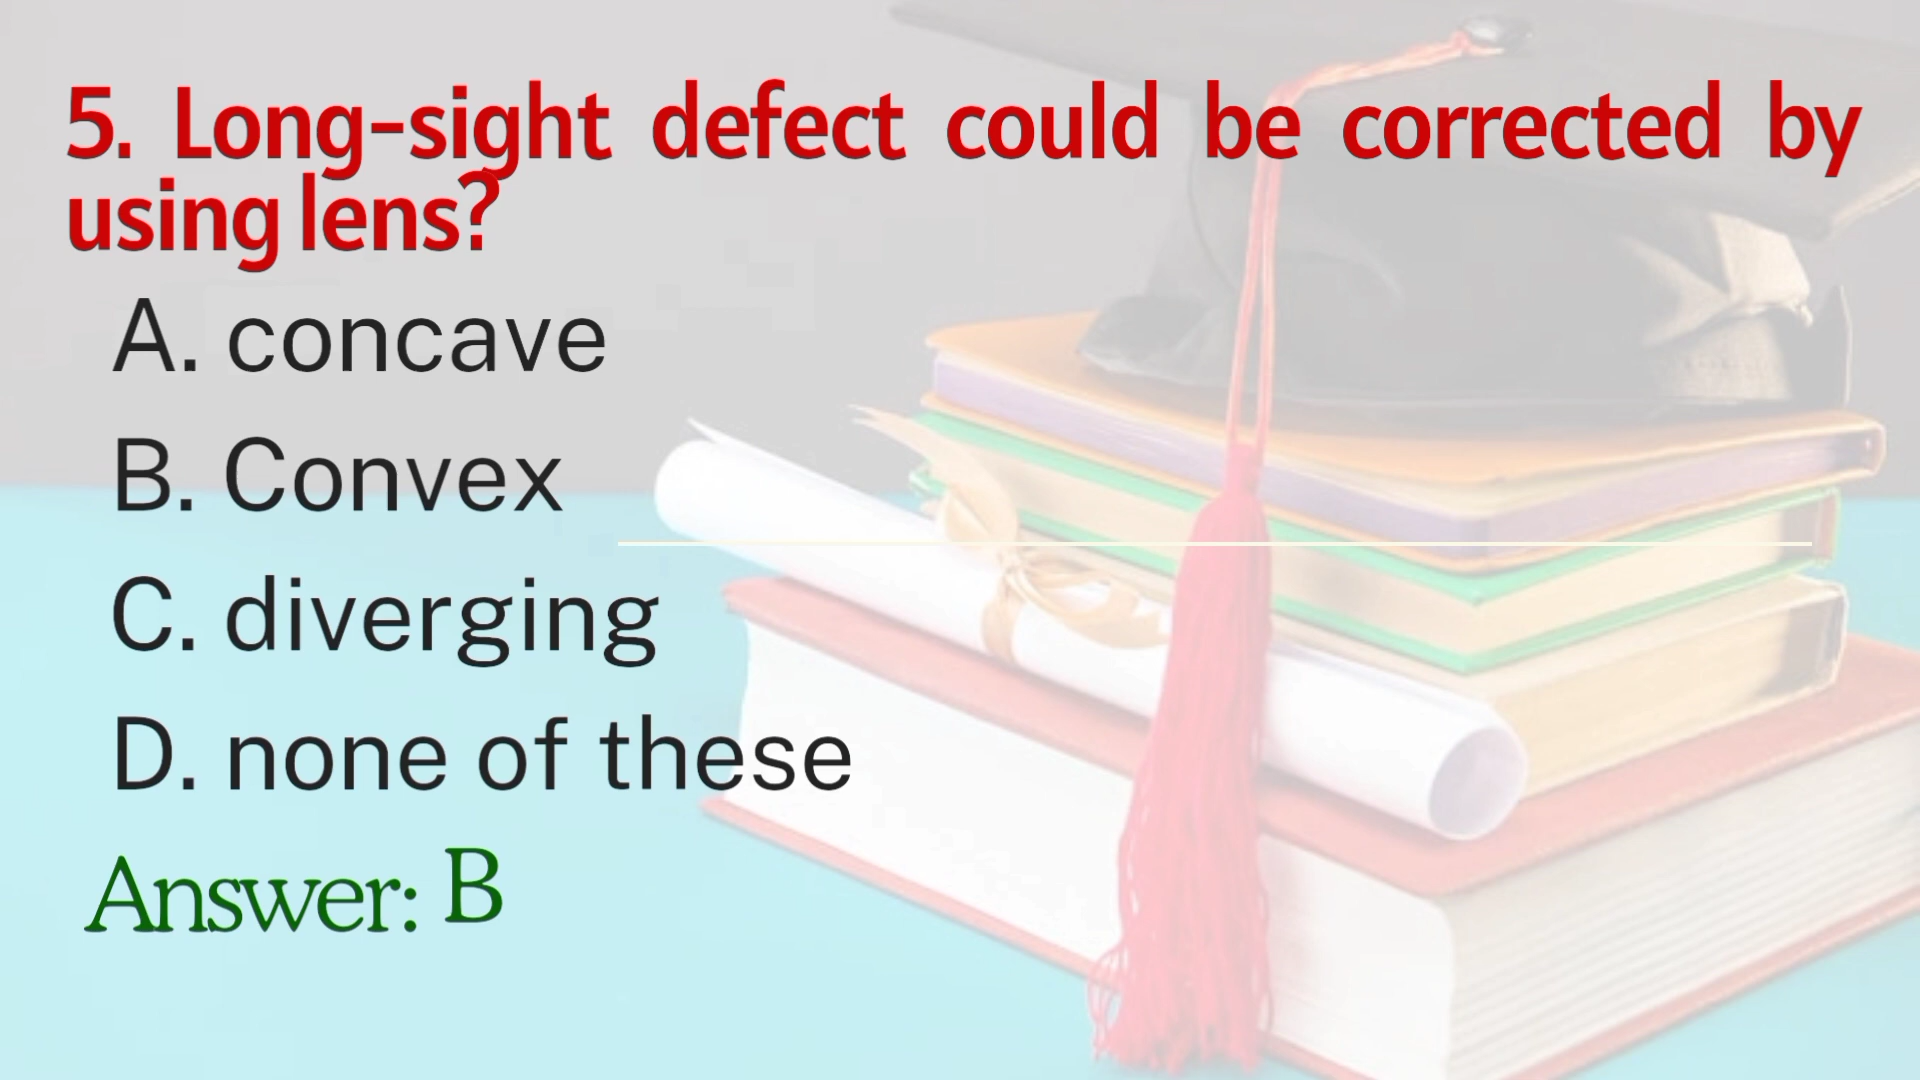 5. Long-sight defect could be corrected by
using lens?
A. concave
B. Convex
C. diverging
D. none of these
Answer: B